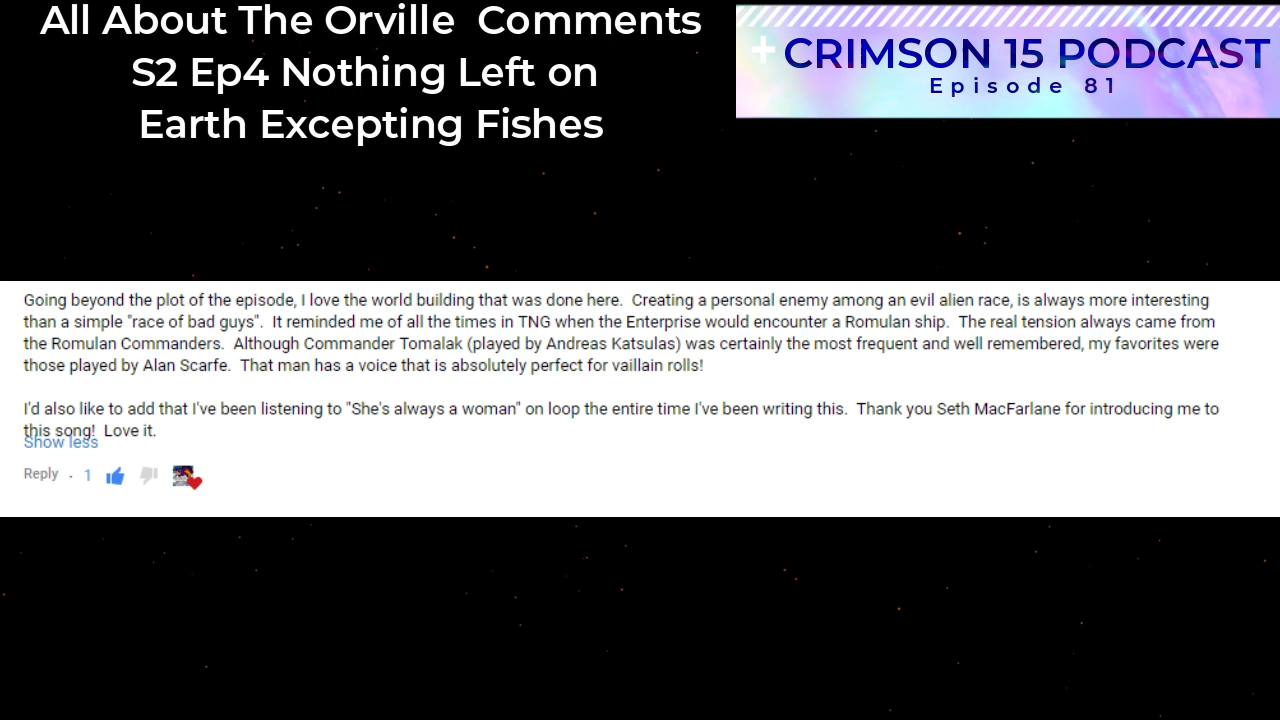 All About The Orville  Comments
S2 Ep4 Nothing Left on
Earth Excepting Fishes
+ CRIMSON 15 PODCAST
Episode 81
Going beyond the plot of the episode, I love the world building that was done here.  Creating a personal enemy among an evil alien race, is always more interesting
than a simple "race of bad guys".  It reminded me of all the times in TNG when the Enterprise would encounter a Romulan ship.  The real tension always came from
the Romulan Commanders.  Although Commander Tomalak (played by Andreas Katsulas) was certainly the most frequent and well remembered, my favorites were
those played by Alan Scarfe.  That man has a voice that is absolutely perfect for vaillain rolls!
I'd also like to add that I've been listening to "She's always a woman" on loop the entire time I've been writing this.  Thank you Seth MacFarlane for introducing me to
this song!  Love it.
Show less
Reply · 1